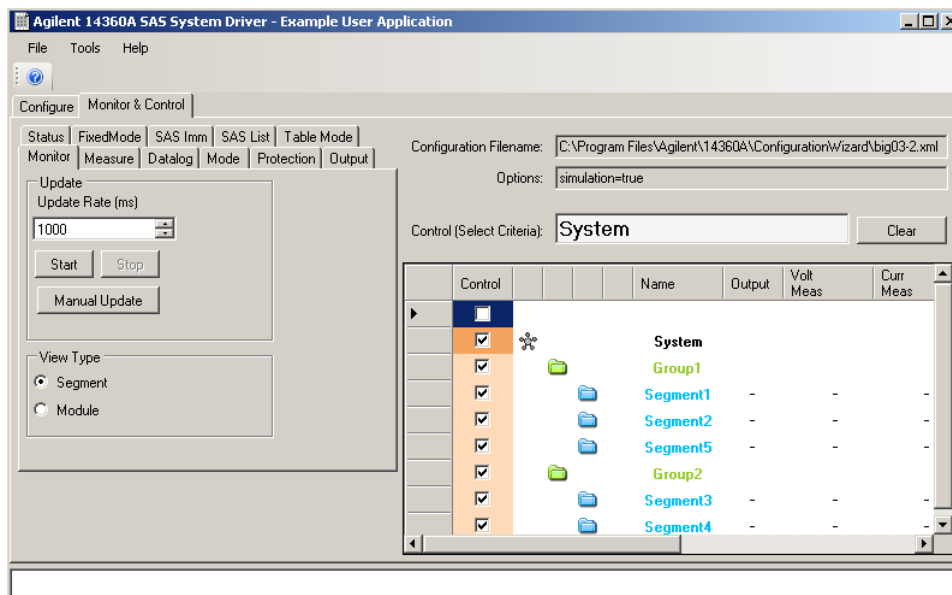 Agilent 14360A SAS System Driver - Example User Application
File Tools Help
Configure Monitor & Control
Status FixedMode SAS Imm SAS List Table Mode
Monitor Measure Datalog Mode Protection Output
Update
Update Rate (ms)
1000
Start Stop
Manual Update
View Type
Segment
Module
Configuration Filename: C:\Program Files\Agilent\14360A\ConfigurationWizard\big03-2.xml
Options: simulation=true
Control (Select Criteria): System Clear
Control Name Output Volt Meas Curr Meas
System
Group1
Segment1 - - -
Segment2 - - -
Segment5 - - -
Group2
Segment3 - - -
Segment4 - - -